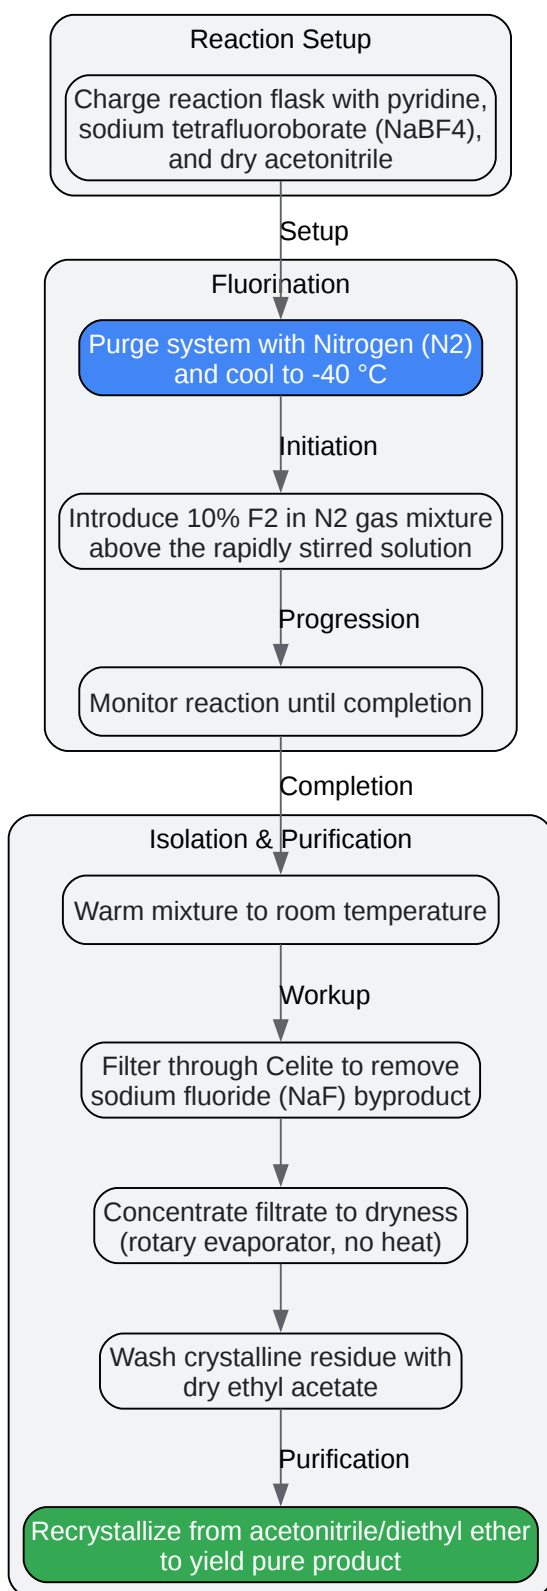 Reaction Setup
Charge reaction flask with pyridine,
sodium tetrafluoroborate (NaBF4),
and dry acetonitrile
Setup
Fluorination
Purge system with Nitrogen (N2)
and cool to -40 °C
Initiation
Introduce 10% F2 in N2 gas mixture
above the rapidly stirred solution
Progression
Monitor reaction until completion
Completion
Isolation & Purification
Warm mixture to room temperature
Workup
Filter through Celite to remove
sodium fluoride (NaF) byproduct
Concentrate filtrate to dryness
(rotary evaporator, no heat)
Wash crystalline residue with
dry ethyl acetate
Purification
Recrystallize from acetonitrile/diethyl ether
to yield pure product